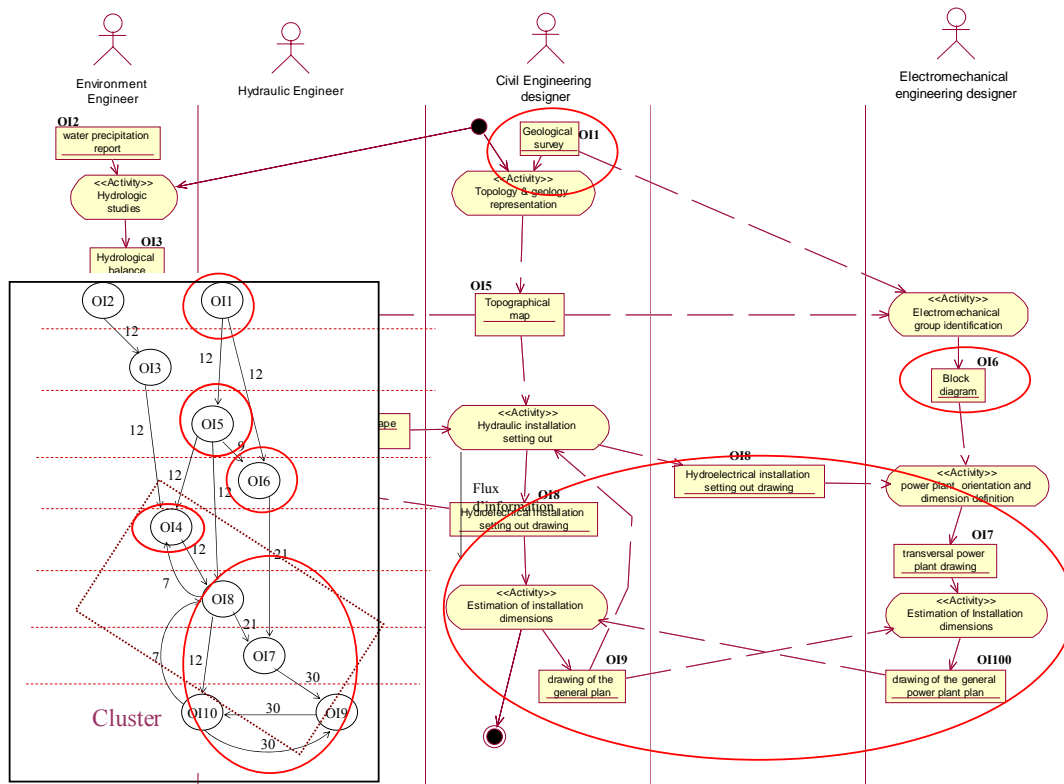 Environment
Engineer
Hydraulic Engineer
Civil Engineering
designer
Electromechanical
engineering designer
OI2
water precipitation
report
<<Activity>>
Hydrologic
studies
OI3
Hydrological
balance
Geological
survey
OI1
<<Activity>>
Topology & geology
representation
OI5
Topographical
map
<<Activity>>
Electromechanical
group identification
OI6
Block
diagram
ape
<<Activity>>
Hydraulic installation
setting out
OI8
Hydroelectrical installation
setting out drawing
<<Activity>>
power plant, orientation and
dimension definition
Flux
d'information
OI8
Hydroelectrical installation
setting out drawing
OI7
transversal power
plant drawing
<<Activity>>
Estimation of installation
dimensions
<<Activity>>
Estimation of Installation
dimensions
OI9
drawing of the
general plan
OI100
drawing of the general
power plant plan
OI2
OI1
12
OI3
12
12
OI5
12
9
OI6
12
12
OI4
12
21
7
OI8
21
OI7
12
7
30
OI10
30
OI9
30
Cluster